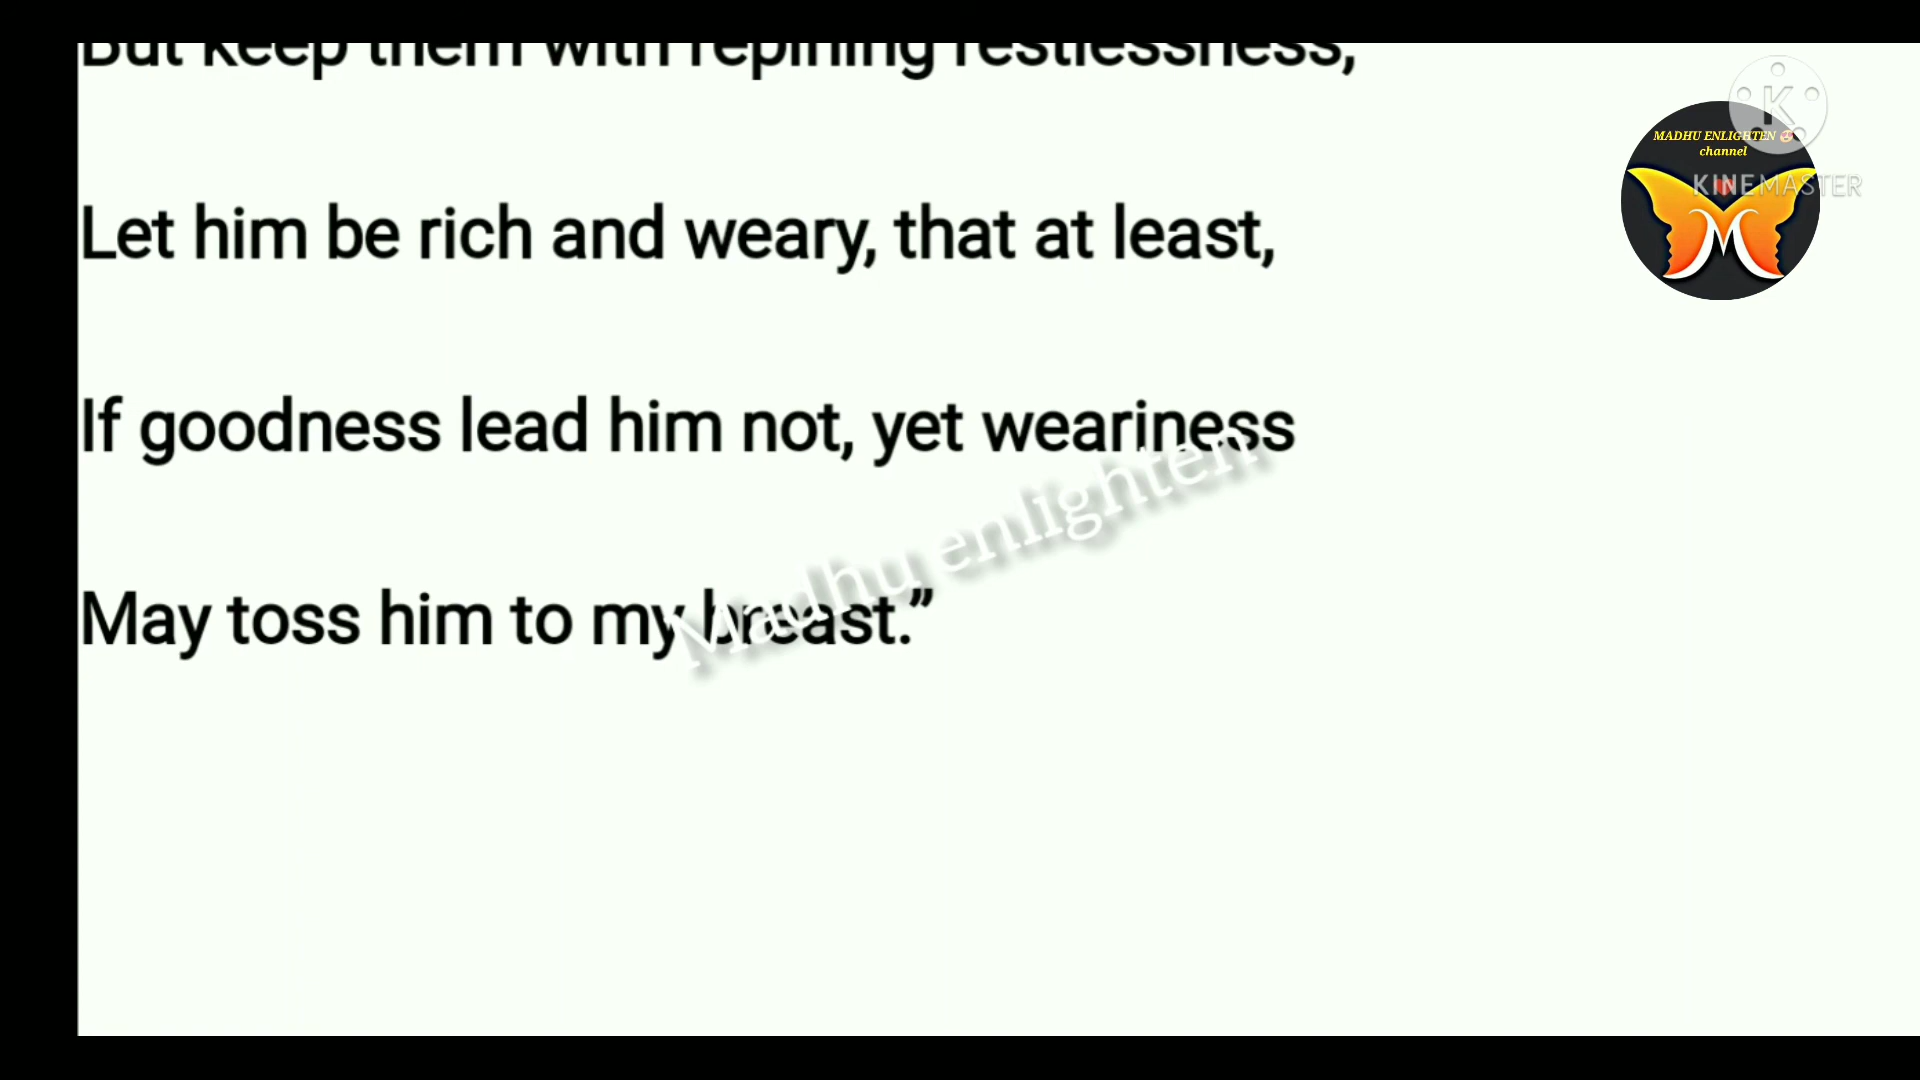 But keep them with repining restlessness,
Let him be rich and weary, that at least,
If goodness lead him not, yet weariness
May toss him to my breast.”
Madhu enlighten
MADHU ENLIGHTEN
channel
K
KINEMASTER
M